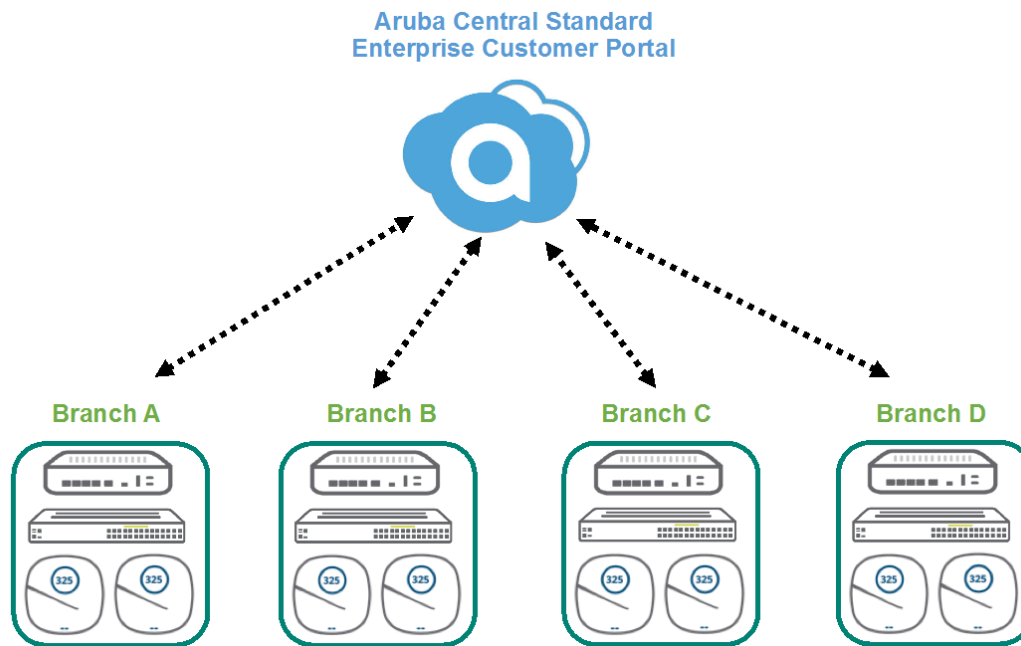 Aruba Central Standard
Enterprise Customer Portal
Branch A
Branch B
Branch C
Branch D
325
325
325
325
325
325
325
325